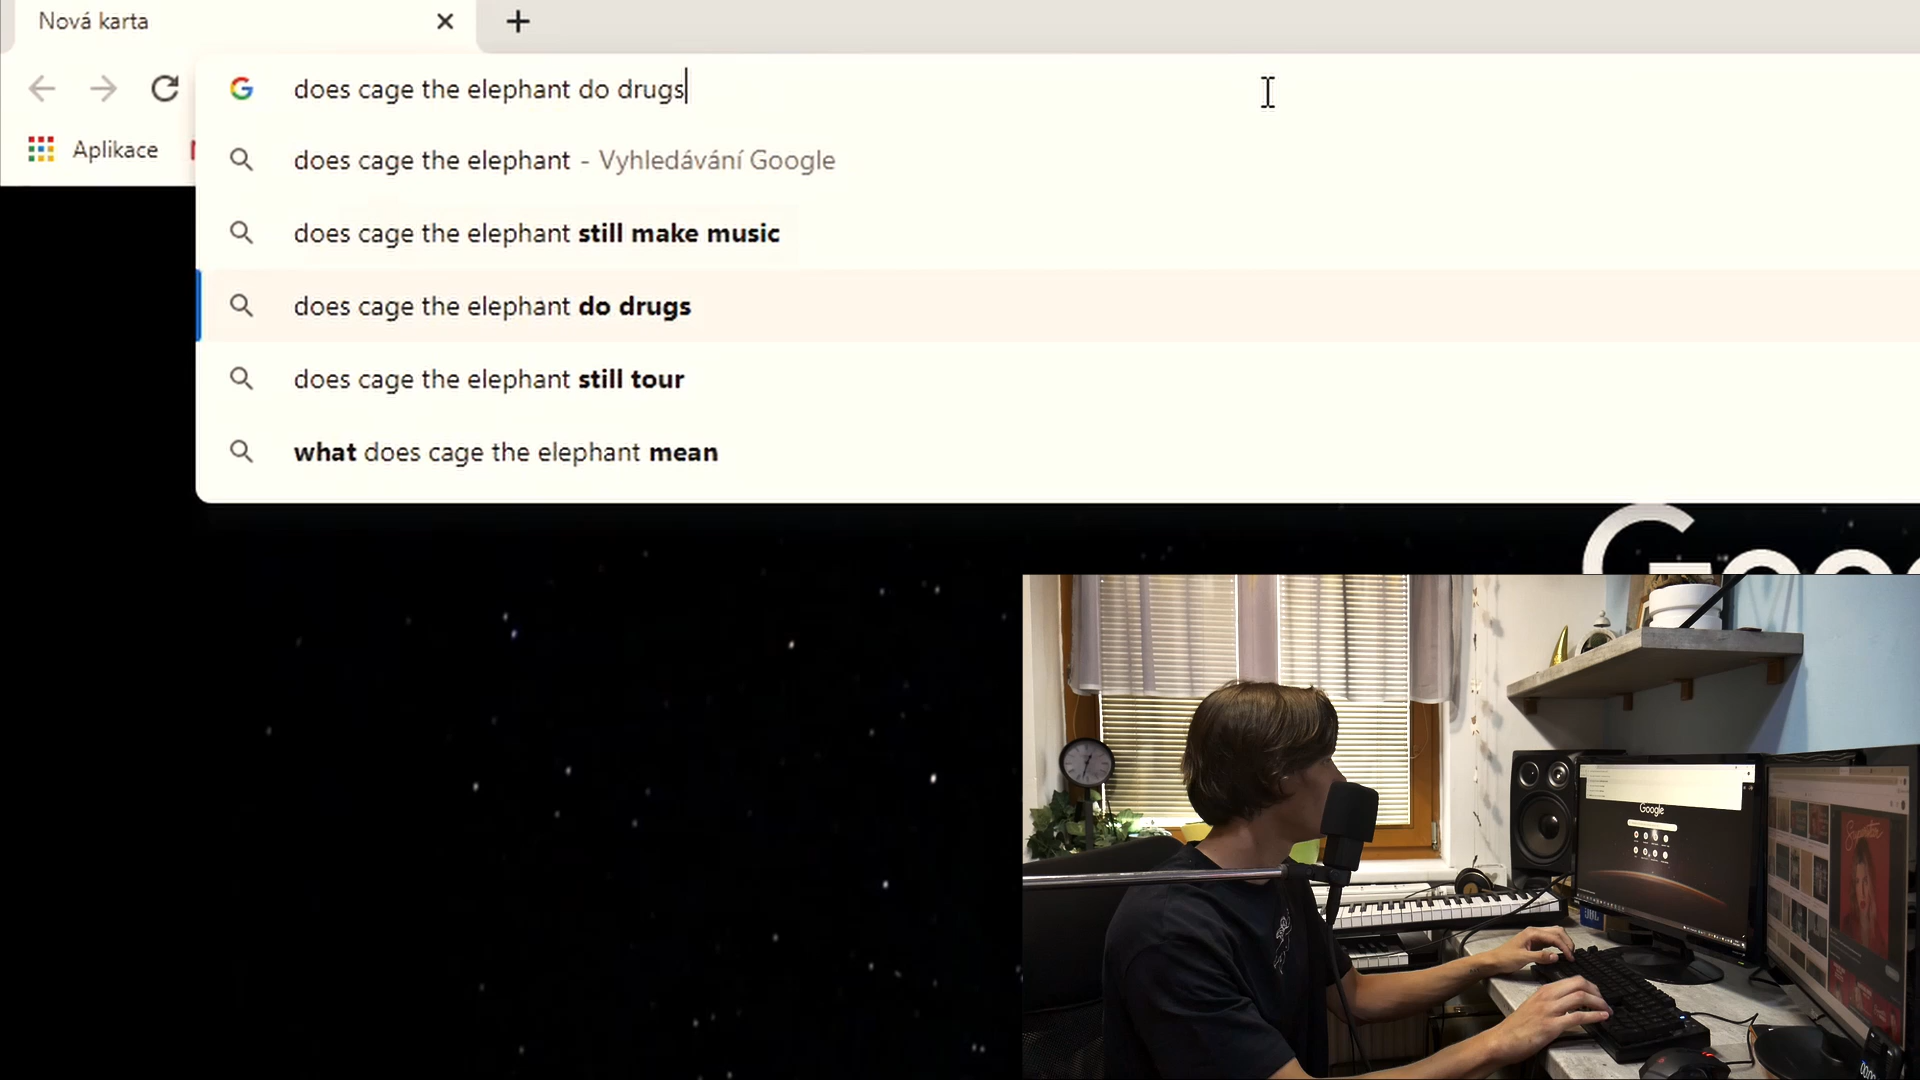 Nová karta
does cage the elephant do drugs
Aplikace
does cage the elephant - Vyhledávání Google
does cage the elephant still make music
does cage the elephant do drugs
does cage the elephant still tour
what does cage the elephant mean
Google
JBL